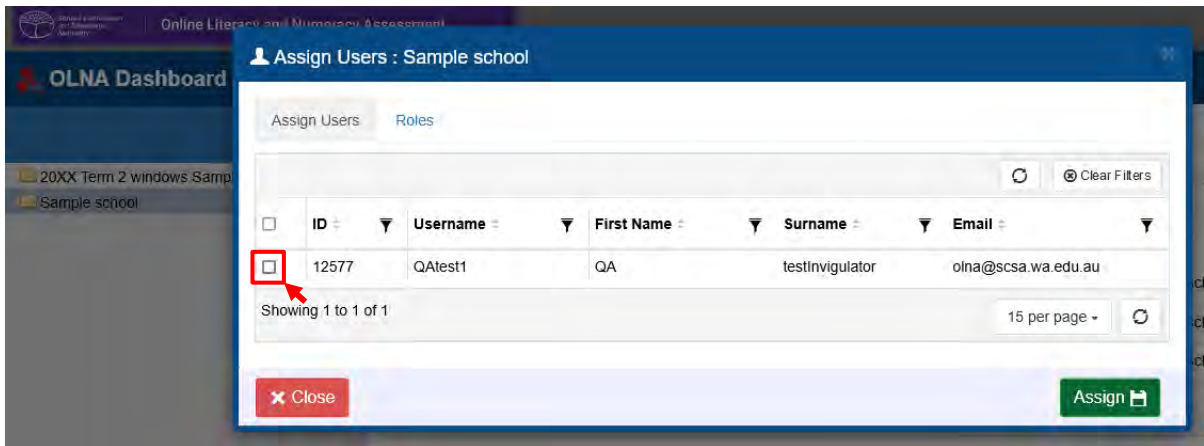 Online Literacy and Numeracy Assessment
Assign Users : Sample school
OLNA Dashboard
Assign Users Roles
Clear Filters
20XX Term 2 windows Samp
Sample school
ID Username First Name Surname Email
12577 QAtest1 QA testInvigulator olna@scsa.wa.edu.au
Showing 1 to 1 of 1
15 per page
Close
Assign